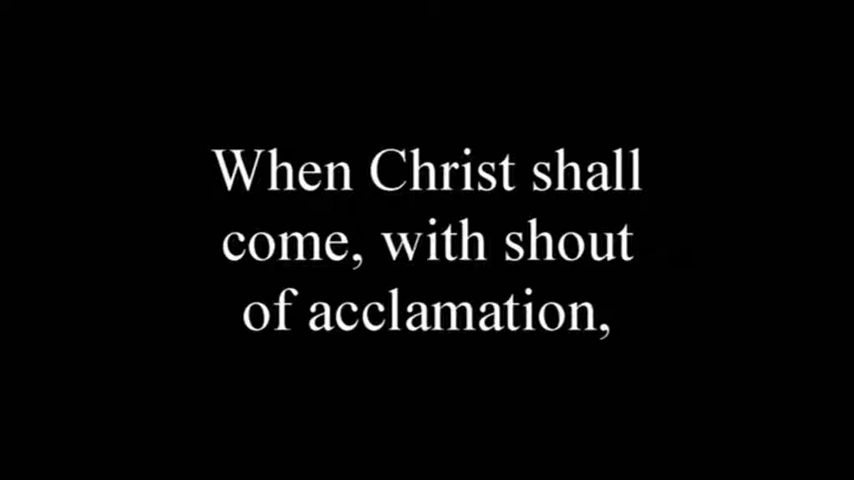 When Christ shall
come, with shout
of acclamation,